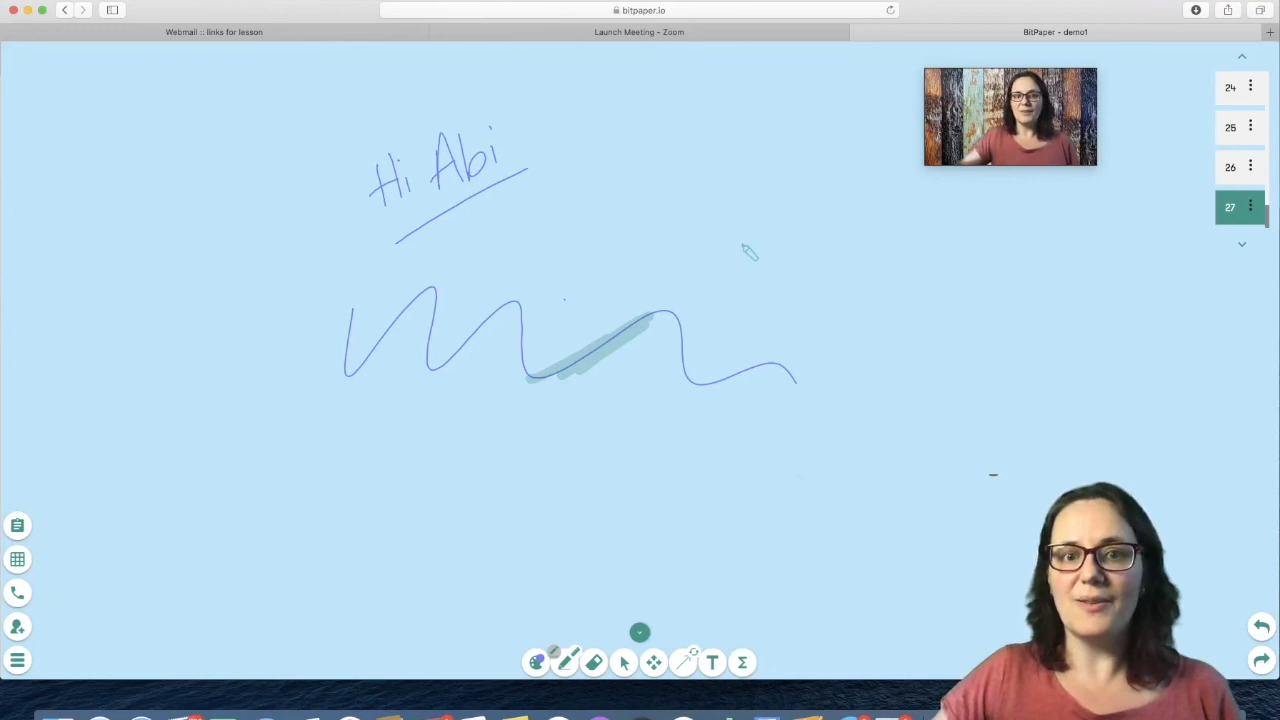 bitpaper.io
Webmail :: links for lesson
Launch Meeting - Zoom
BitPaper - demo1
24
25
26
27
Hi Abi
T
Σ